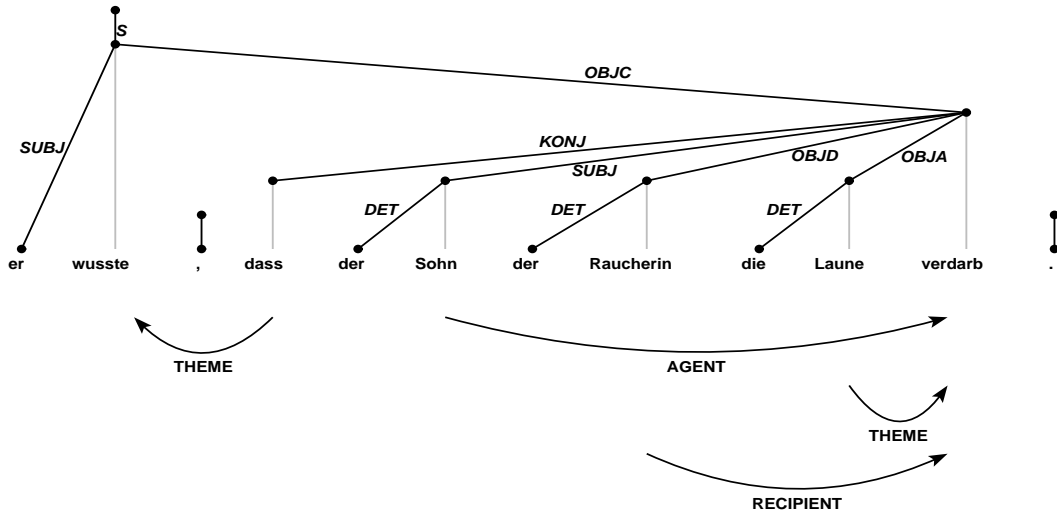 S
OBJC
SUBJ
KONJ
SUBJ OBJD OBJA
DET DET DET
er wusste , dass der Sohn der Raucherin die Laune verdarb .
THEME AGENT
THEME
RECIPIENT